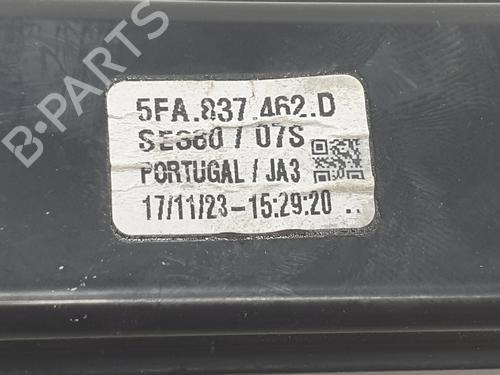 5FA.837.462.D
SE380 / 07S
PORTUGAL / JA3
17/11/23-15:29:20 ..
B-PARTS